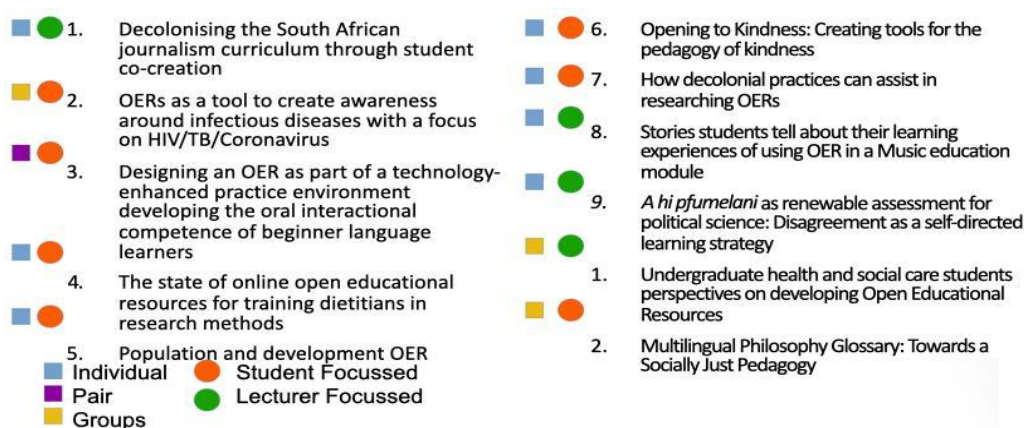 1. Decolonising the South African
journalism curriculum through student
co-creation
2. OERs as a tool to create awareness
around infectious diseases with a focus
on HIV/TB/Coronavirus
3. Designing an OER as part of a technology-
enhanced practice environment
developing the oral interactional
competence of beginner language
learners
4. The state of online open educational
resources for training dietitians in
research methods
5. Population and development OER
Individual
Student Focussed
Pair
Lecturer Focussed
Groups
6. Opening to Kindness: Creating tools for the
pedagogy of kindness
7. How decolonial practices can assist in
researching OERs
8. Stories students tell about their learning
experiences of using OER in a Music education
module
9. A hi pfumelani as renewable assessment for
political science: Disagreement as a self-directed
learning strategy
1. Undergraduate health and social care students
perspectives on developing Open Educational
Resources
2. Multilingual Philosophy Glossary: Towards a
Socially Just Pedagogy